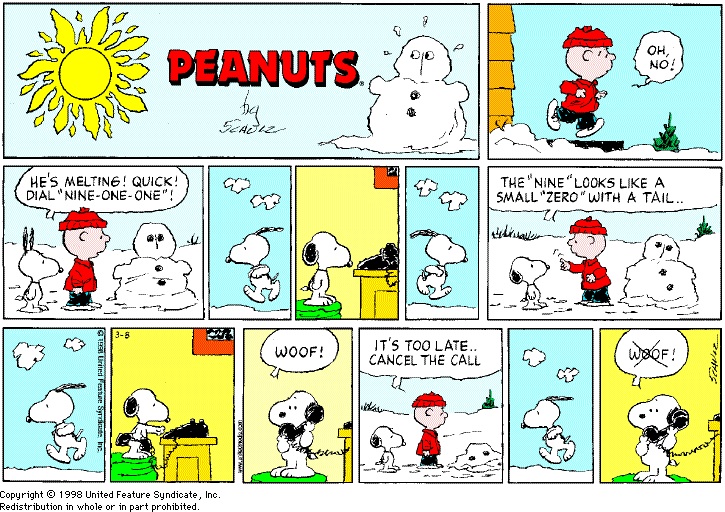 PEANUTS
by
SCHULZ
OH,
NO!
HE'S MELTING! QUICK!
DIAL "NINE-ONE-ONE"!
THE "NINE" LOOKS LIKE A
SMALL "ZERO" WITH A TAIL..
© 1998 United Feature Syndicate, Inc.
3-8
WOOF!
IT'S TOO LATE..
CANCEL THE CALL
WOOF!
SCHULZ
Copyright © 1998 United Feature Syndicate, Inc.
Redistribution in whole or in part prohibited.